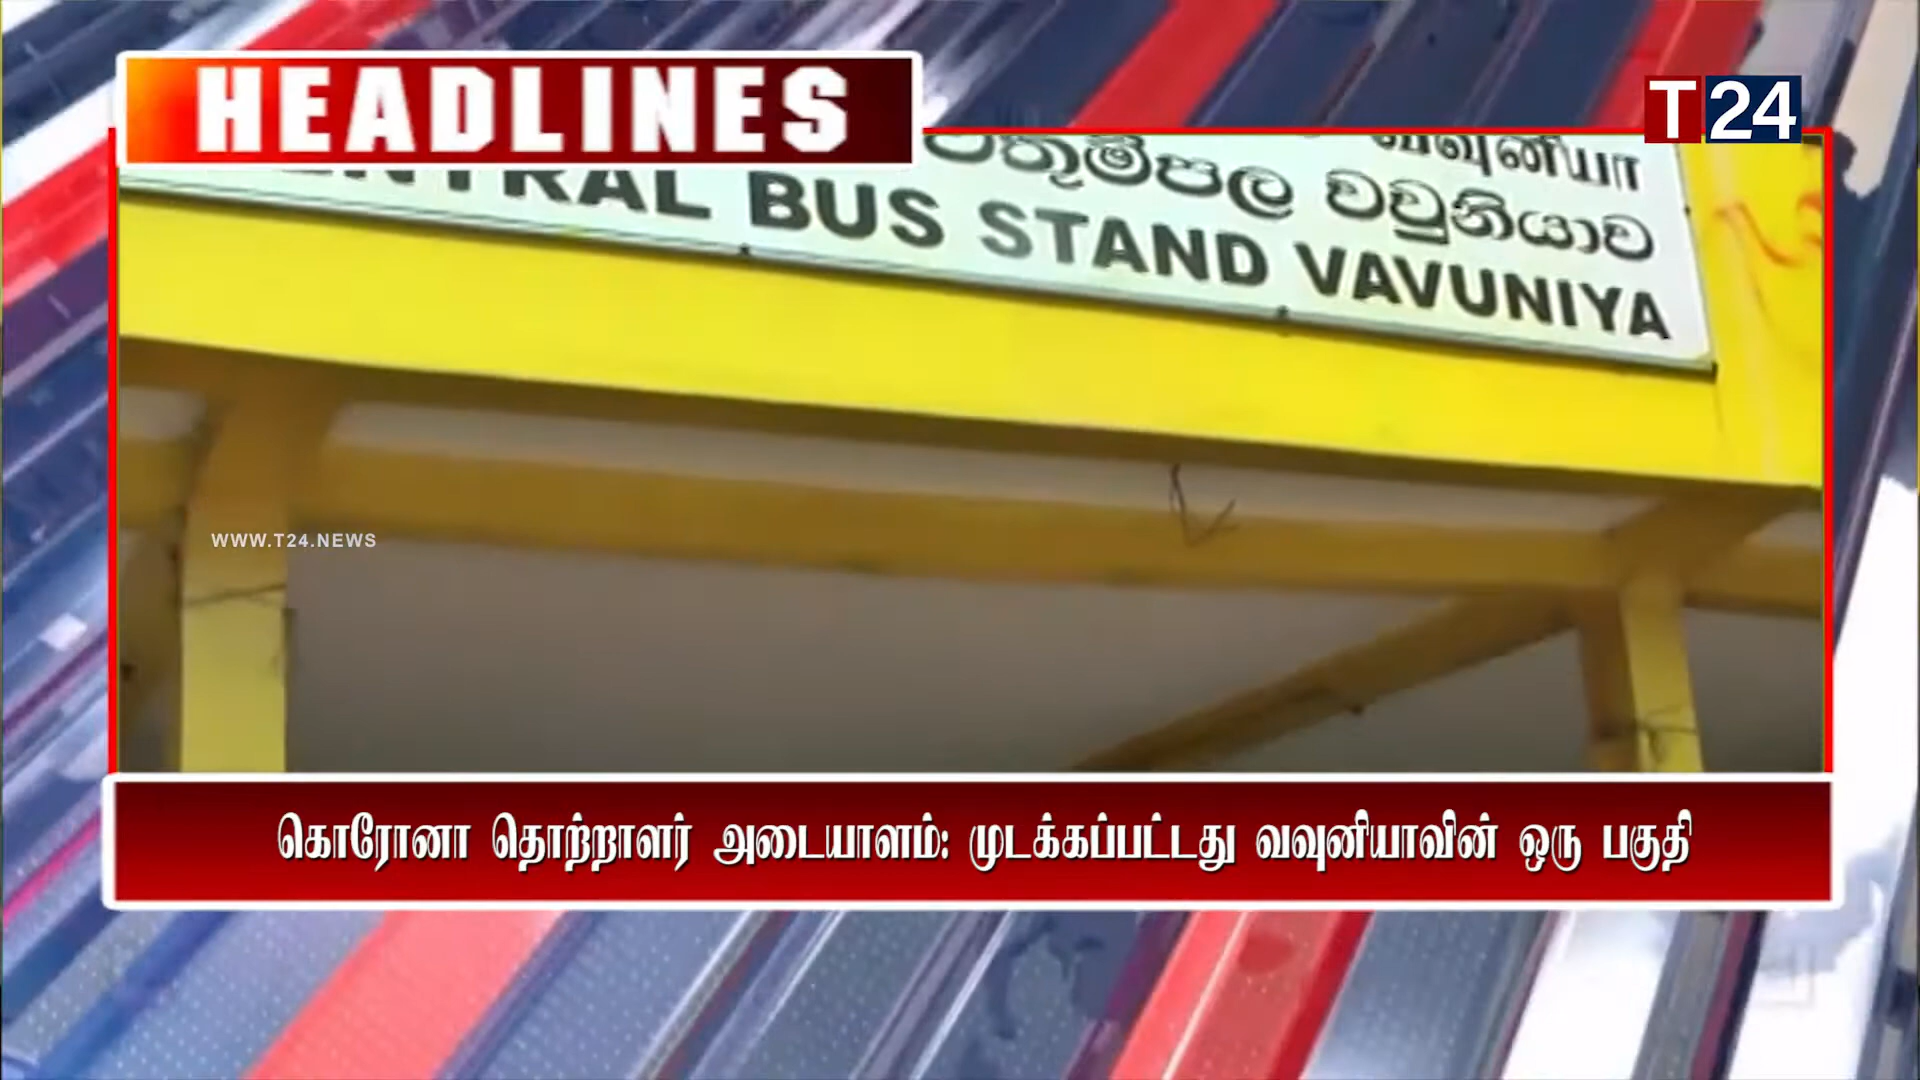 HEADLINES
T24
வவுனியா
වවුනියාව
CENTRAL BUS STAND VAVUNIYA
WWW.T24.NEWS
கொரோனா தொற்றாளர் அடையாளம்: முடக்கப்பட்டது வவுனியாவின் ஒரு பகுதி